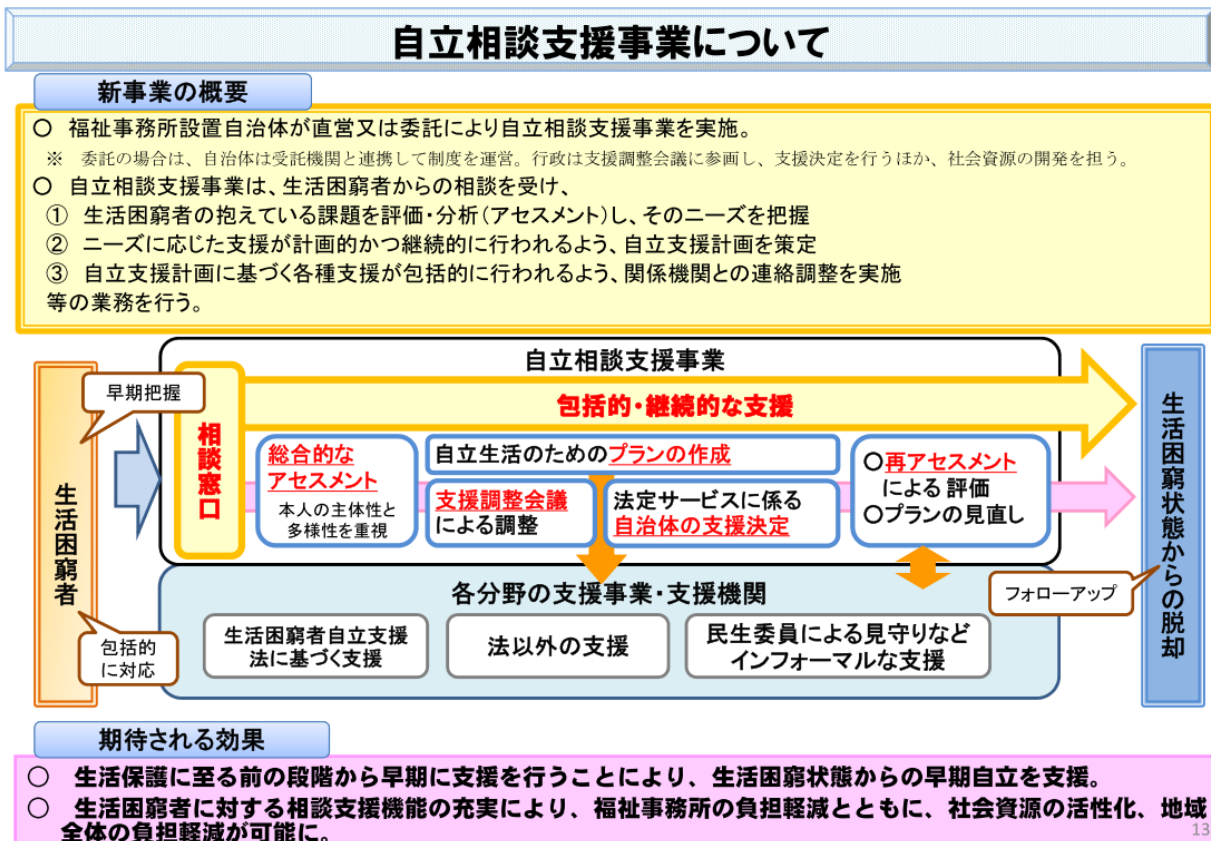 自立相談支援事業について
新事業の概要
○ 福祉事務所設置自治体が直営又は委託により自立相談支援事業を実施。
※ 委託の場合は、自治体は受託機関と連携して制度を運営。行政は支援調整会議に参画し、支援決定を行うほか、社会資源の開発を担う。
○ 自立相談支援事業は、生活困窮者からの相談を受け、
① 生活困窮者の抱えている課題を評価・分析(アセスメント)し、そのニーズを把握
② ニーズに応じた支援が計画的かつ継続的に行われるよう、自立支援計画を策定
③ 自立支援計画に基づく各種支援が包括的に行われるよう、関係機関との連絡調整を実施
等の業務を行う。
生活困窮者
早期把握
包括的
に対応
自立相談支援事業
包括的・継続的な支援
相談窓口
総合的な
アセスメント
本人の主体性と
多様性を重視
自立生活のためのプランの作成
支援調整会議
による調整
法定サービスに係る
自治体の支援決定
○再アセスメント
による 評価
○プランの見直し
各分野の支援事業・支援機関
生活困窮者自立支援
法に基づく支援
法以外の支援
民生委員による見守りなど
インフォーマルな支援
フォローアップ
生活困窮状態からの脱却
期待される効果
○ 生活保護に至る前の段階から早期に支援を行うことにより、生活困窮状態からの早期自立を支援。
○ 生活困窮者に対する相談支援機能の充実により、福祉事務所の負担軽減とともに、社会資源の活性化、地域
全体の負担軽減が可能に。
13